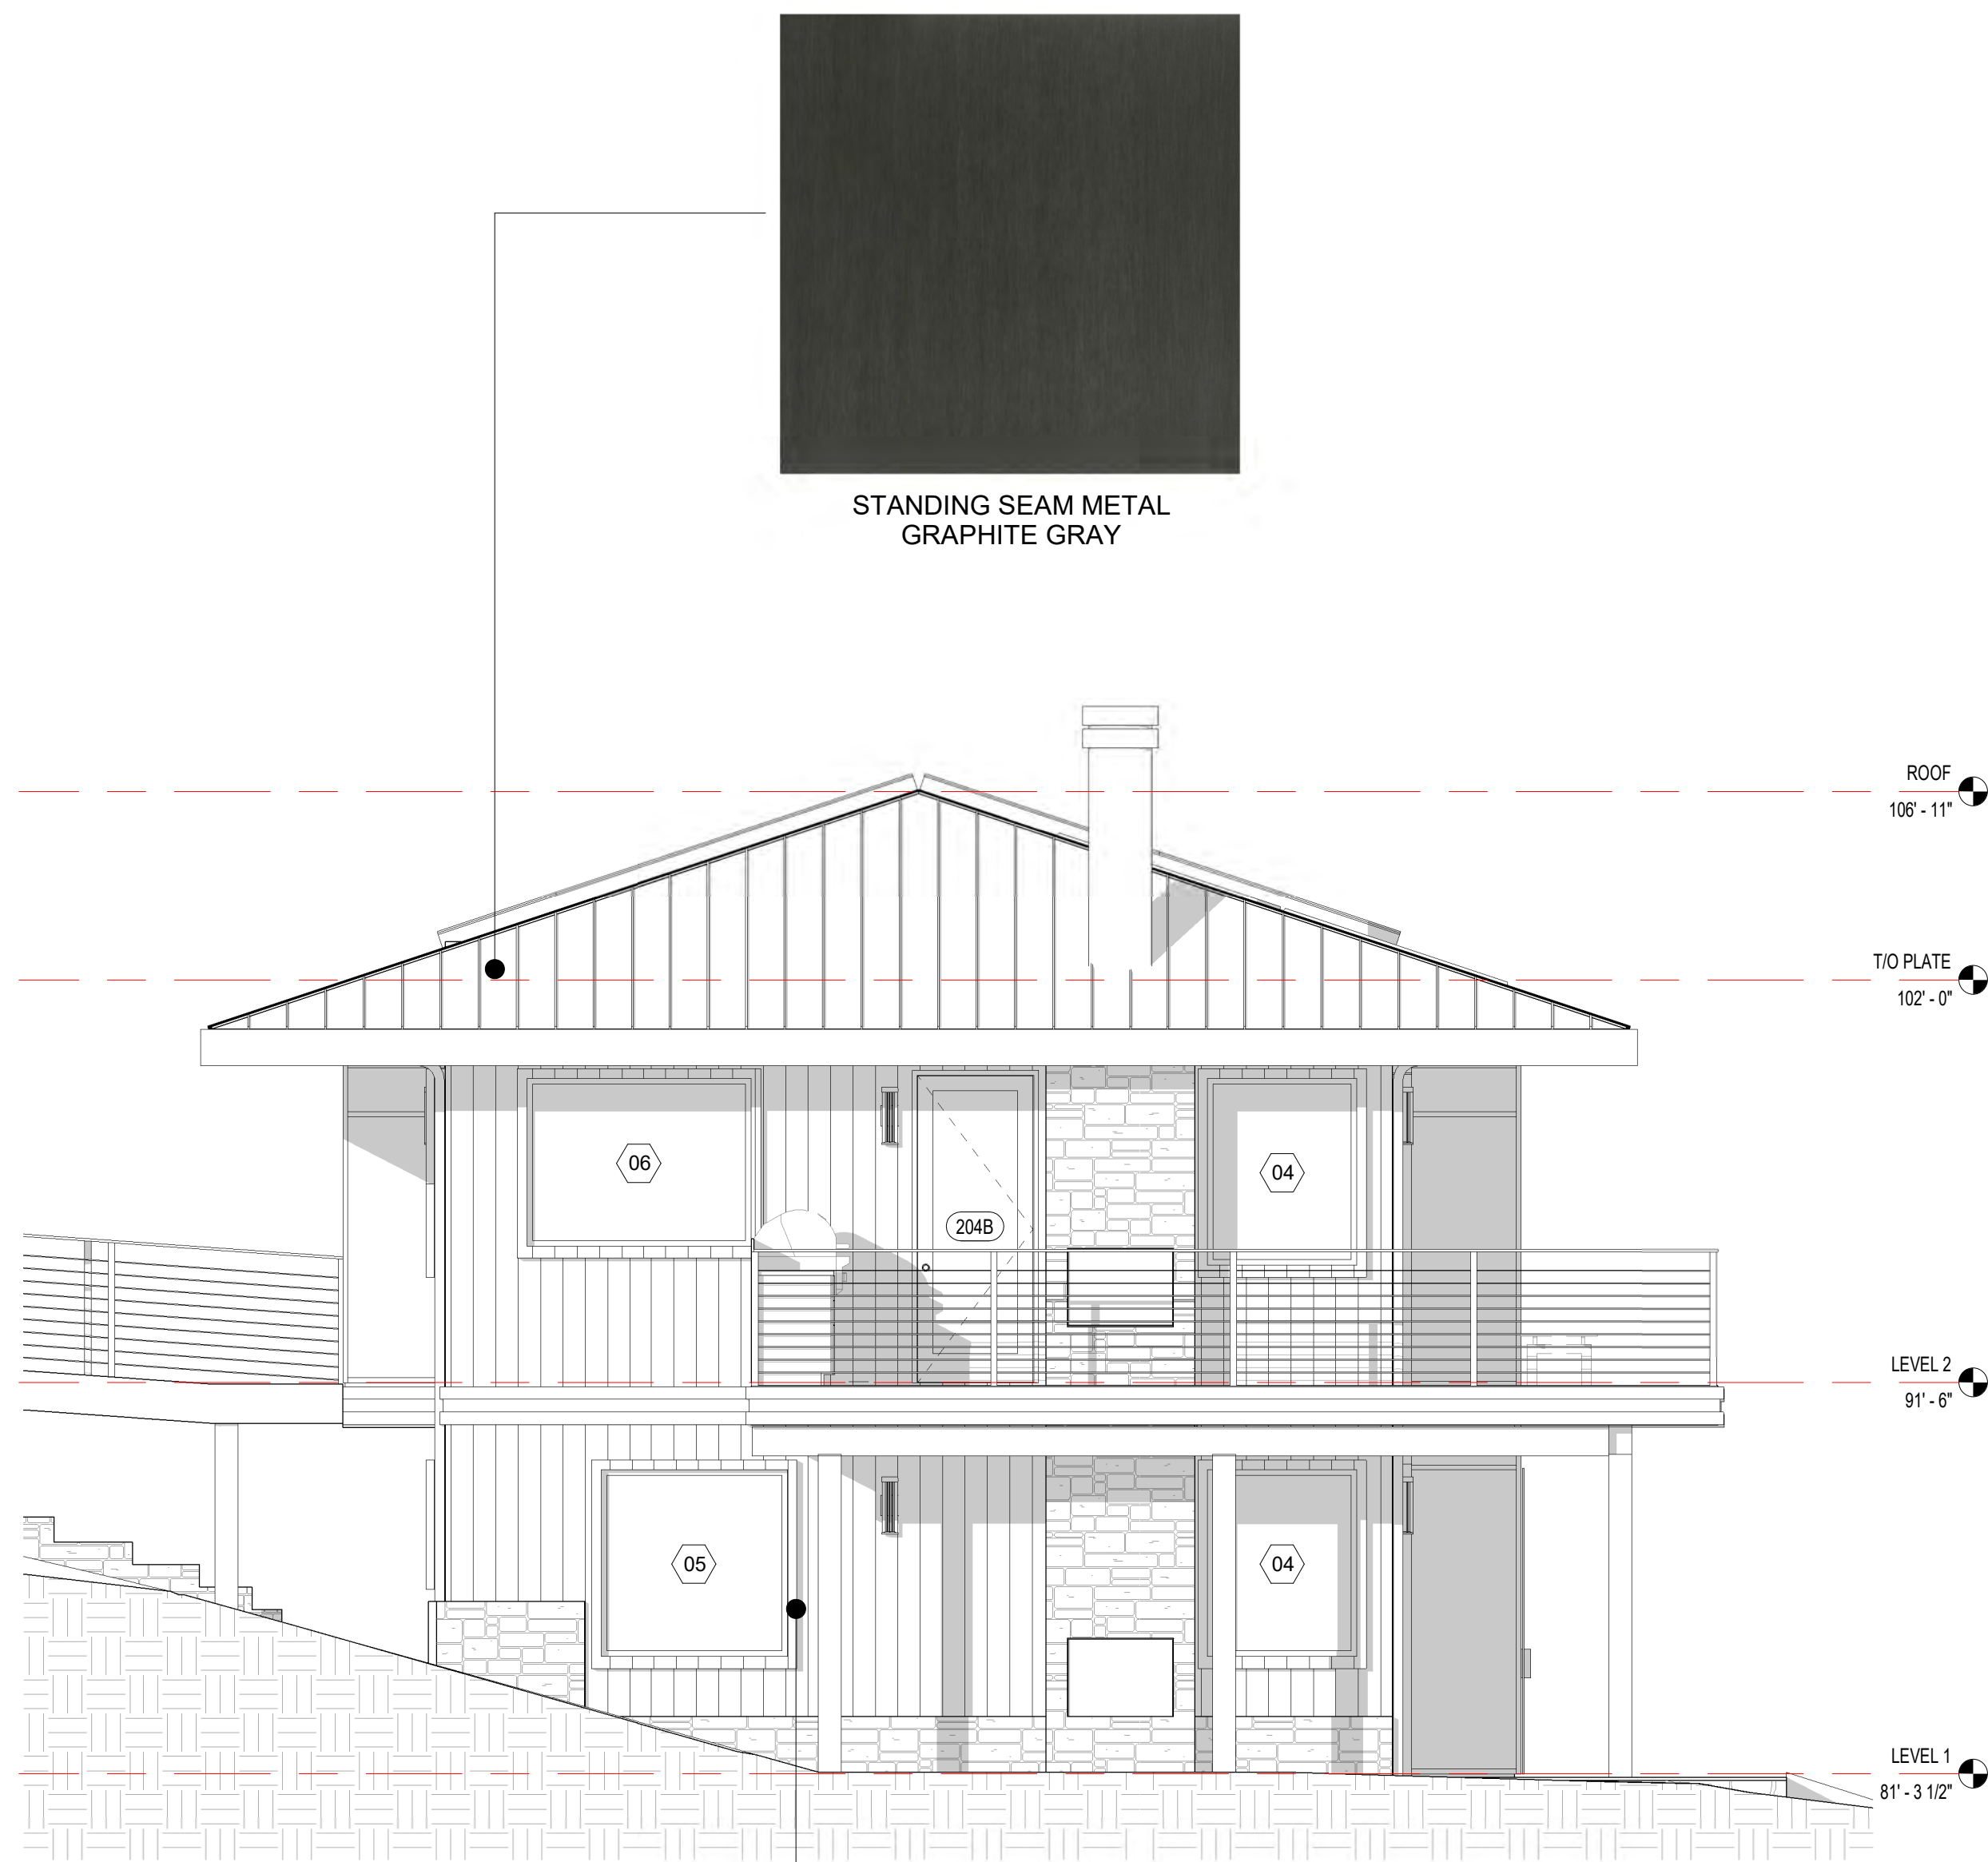 STANDING SEAM METAL
GRAPHITE GRAY
ROOF
106' - 11"
T/O PLATE
102' - 0"
06
04
204B
LEVEL 2
91' - 6"
05
04
LEVEL 1
81' - 3 1/2"